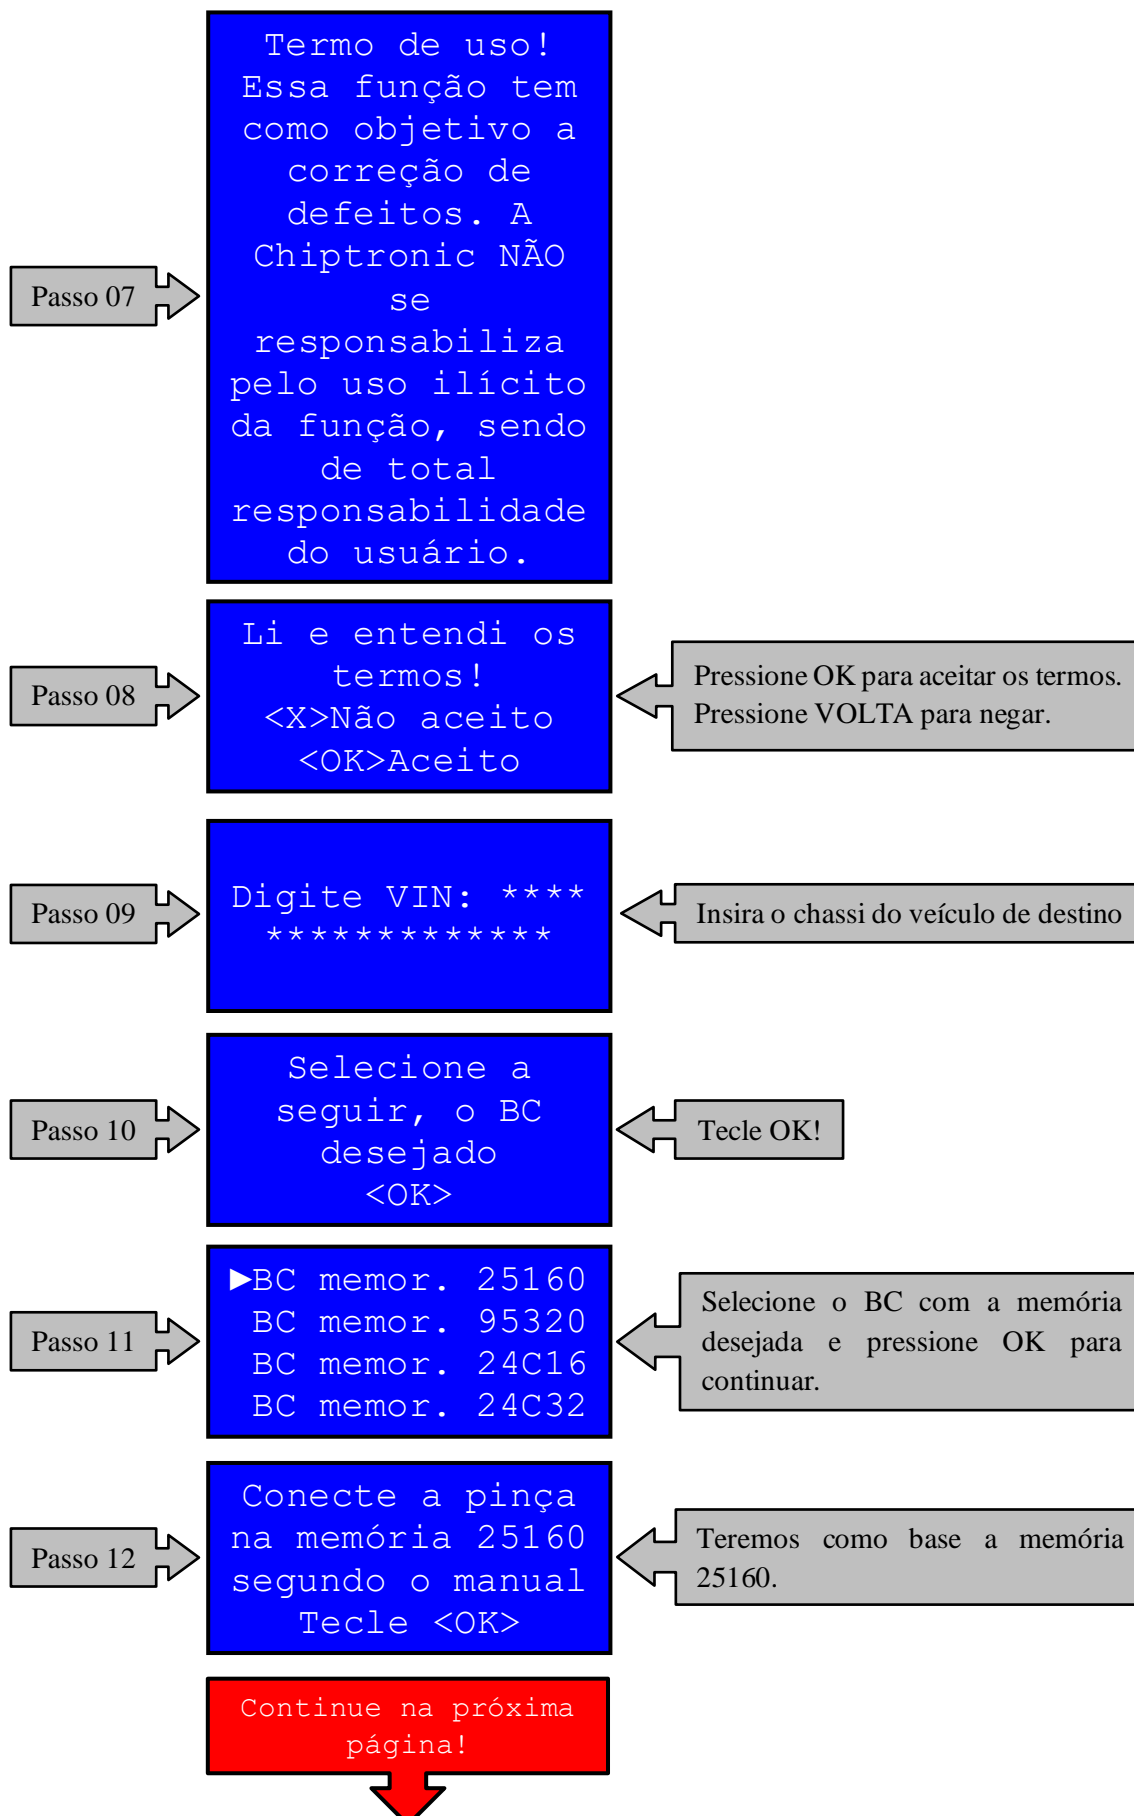 Termo de uso!
Essa função tem
como objetivo a
correção de
defeitos. A
Chiptronic NÃO
se
responsabiliza
pelo uso ilícito
da função, sendo
de total
responsabilidade
do usuário.
Passo 07
Li e entendi os
termos!
<X>Não aceito
<OK>Aceito
Passo 08
Pressione OK para aceitar os termos.
Pressione VOLTA para negar.
Digite VIN: ****
*************
Passo 09
Insira o chassi do veículo de destino
Selecione a
seguir, o BC
desejado
<OK>
Passo 10
Tecle OK!
►BC memor. 25160
BC memor. 95320
BC memor. 24C16
BC memor. 24C32
Passo 11
Selecione o BC com a memória
desejada e pressione OK para
continuar.
Conecte a pinça
na memória 25160
segundo o manual
Tecle <OK>
Passo 12
Teremos como base a memória
25160.
Continue na próxima
página!